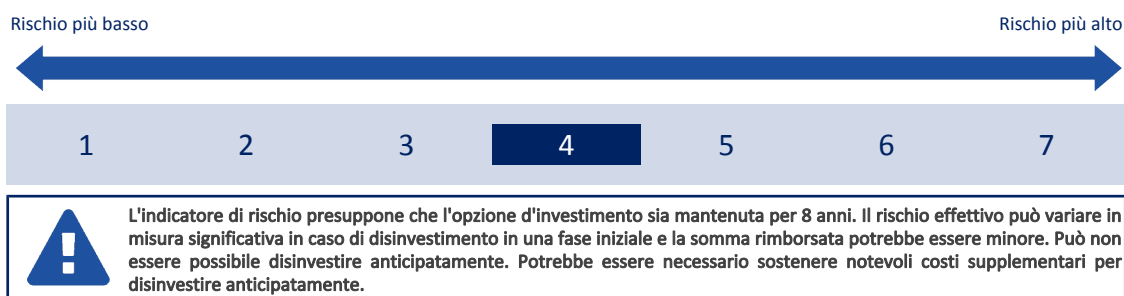 Rischio più basso Rischio più alto
1 2 3 4 5 6 7
L'indicatore di rischio presuppone che l'opzione d'investimento sia mantenuta per 8 anni. Il rischio effettivo può variare in
misura significativa in caso di disinvestimento in una fase iniziale e la somma rimborsata potrebbe essere minore. Può non
essere possibile disinvestire anticipatamente. Potrebbe essere necessario sostenere notevoli costi supplementari per
disinvestire anticipatamente.